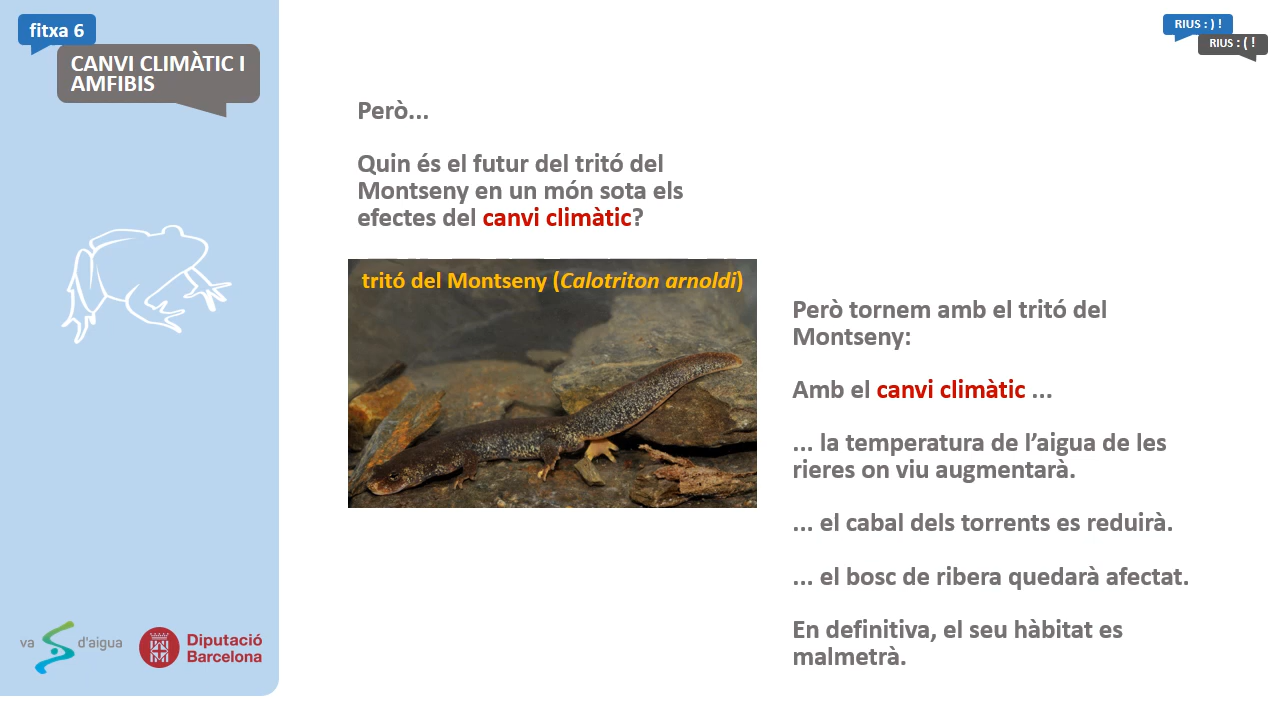 fitxa 6
CANVI CLIMÀTIC I
AMFIBIS
RIUS : ) !
RIUS : ( !
Però...
Quin és el futur del tritó del
Montseny en un món sota els
efectes del canvi climàtic?
tritó del Montseny (Calotriton arnoldi)
Però tornem amb el tritó del
Montseny:
Amb el canvi climàtic ...
... la temperatura de l’aigua de les
rieres on viu augmentarà.
... el cabal dels torrents es reduirà.
... el bosc de ribera quedarà afectat.
En definitiva, el seu hàbitat es
malmetrà.
va d'aigua
Diputació
Barcelona